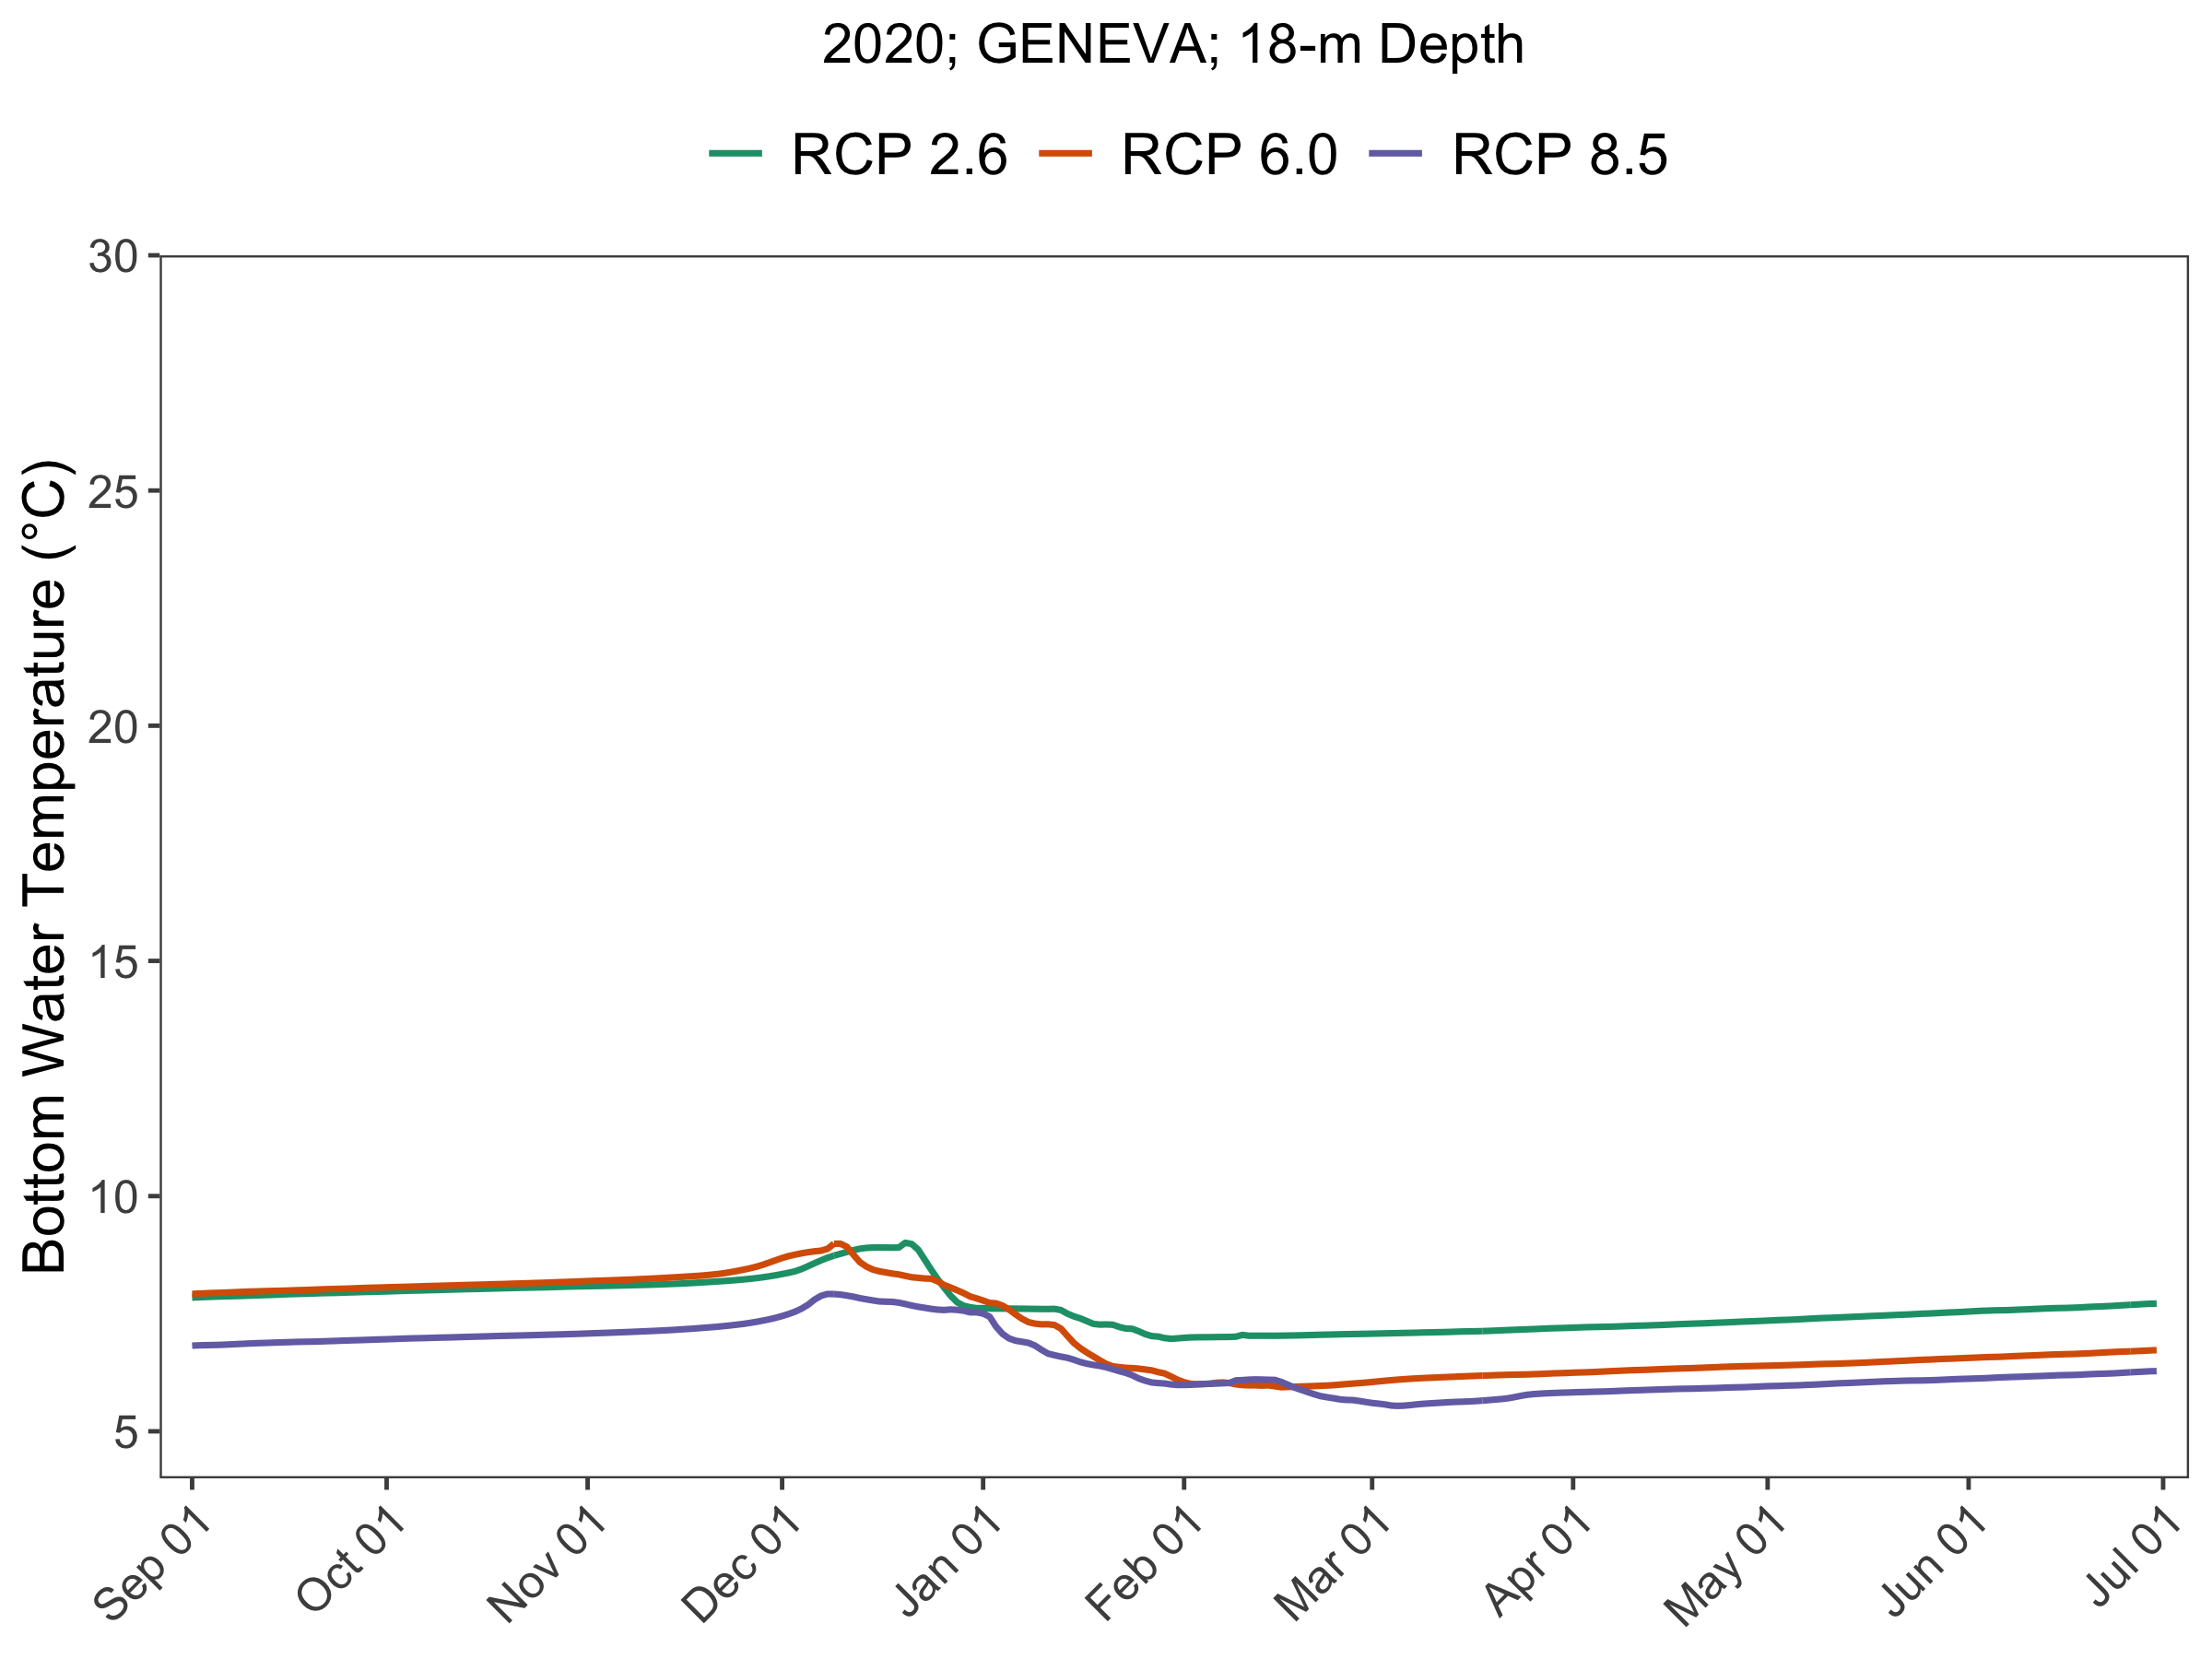 2020; GENEVA; 18-m Depth
RCP 2.6 RCP 6.0 RCP 8.5
Bottom Water Temperature (°C)
30
25
20
15
10
5
Sep 01 Oct 01 Nov 01 Dec 01 Jan 01 Feb 01 Mar 01 Apr 01 May 01 Jun 01 Jul 01